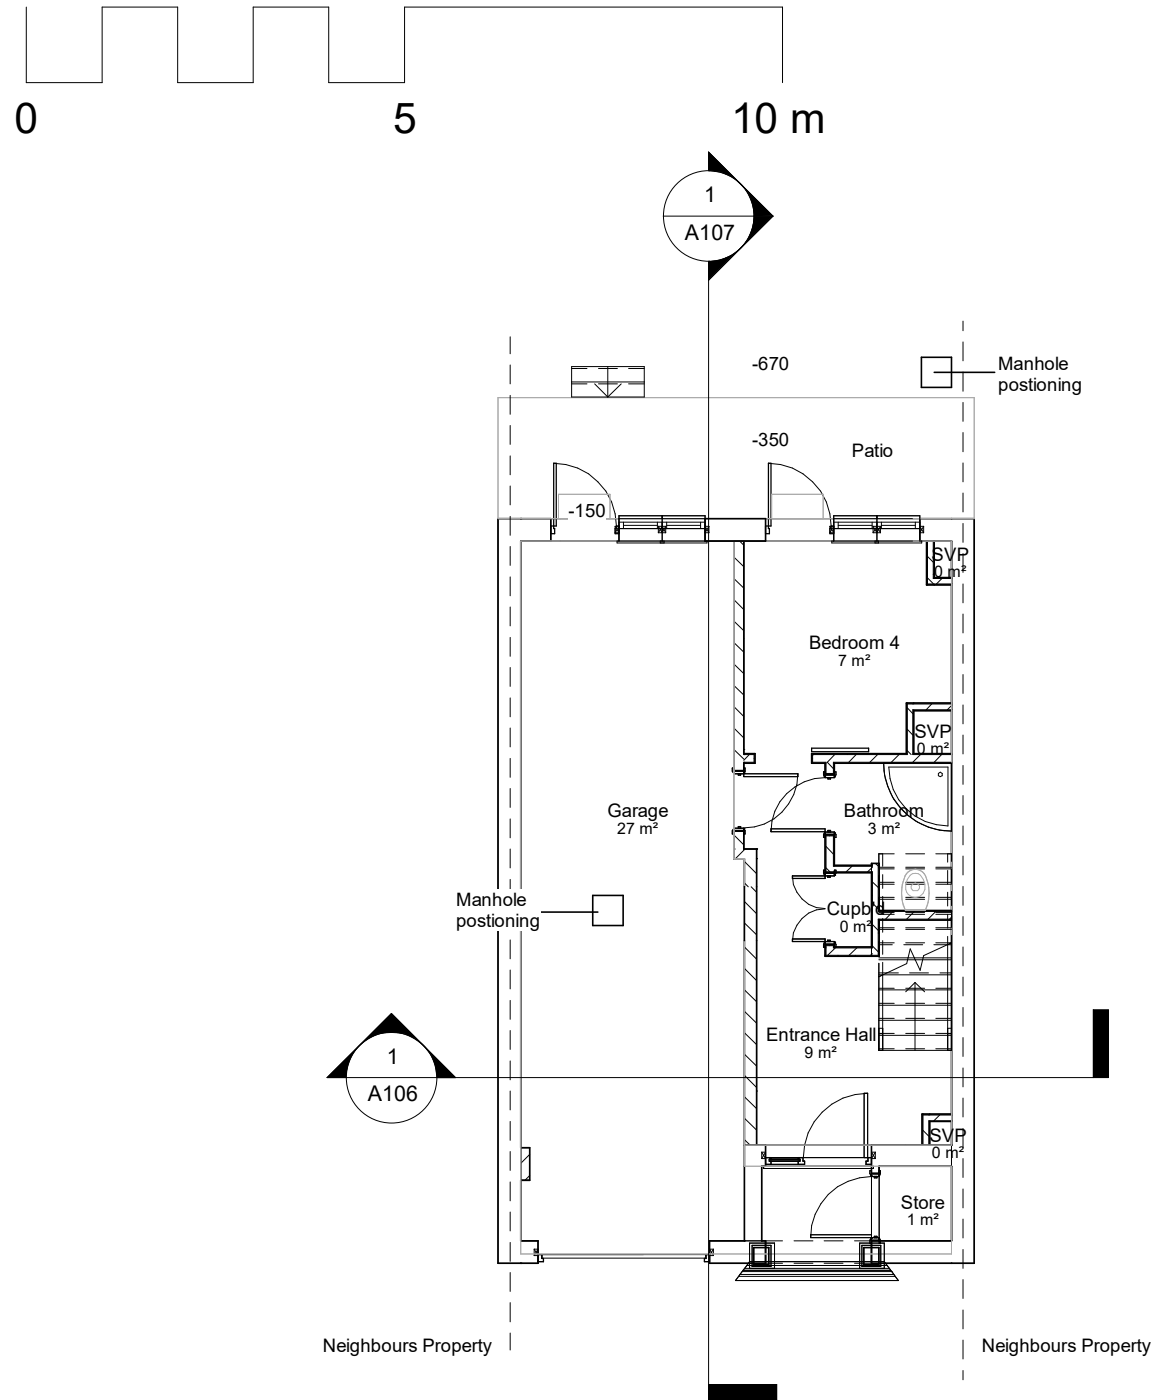 0 5 10 m
1
A107
-670
Manhole
postioning
-350
Patio
-150
SVP
0 m²
Bedroom 4
7 m²
SVP
0 m²
Garage
27 m²
Bathroom
3 m²
Manhole
postioning
Cupb'd
0 m²
Entrance Hall
9 m²
1
A106
SVP
0 m²
Store
1 m²
Neighbours Property
Neighbours Property